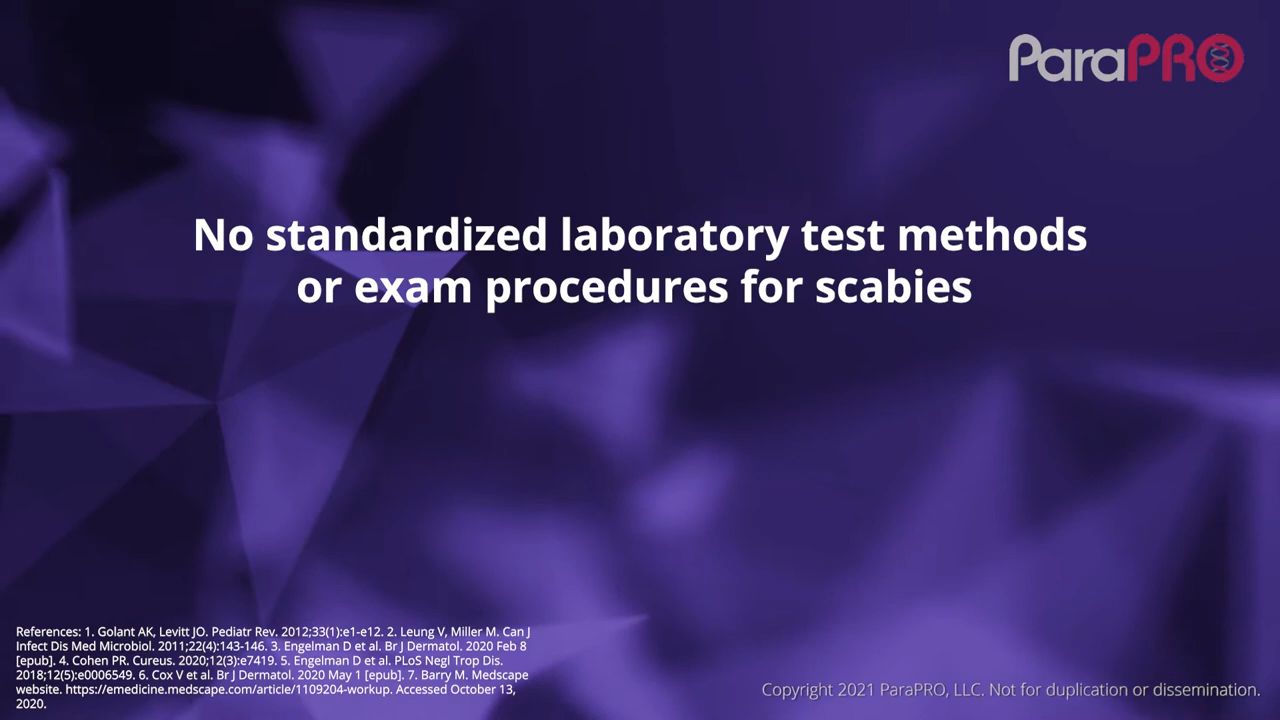 ParaPRO
No standardized laboratory test methods
or exam procedures for scabies
References: 1. Golant AK, Levitt JO. Pediatr Rev. 2012;33(1):e1-e12. 2. Leung V, Miller M. Can J
Infect Dis Med Microbiol. 2011;22(4):143-146. 3. Engelman D et al. Br J Dermatol. 2020 Feb 8
[epub]. 4. Cohen PR. Cureus. 2020;12(3):e7419. 5. Engelman D et al. PLoS Negl Trop Dis.
2018;12(5):e0006549. 6. Cox V et al. Br J Dermatol. 2020 May 1 [epub]. 7. Barry M. Medscape
website. https://emedicine.medscape.com/article/1109204-workup. Accessed October 13,
2020.
Copyright 2021 ParaPRO, LLC. Not for duplication or dissemination.